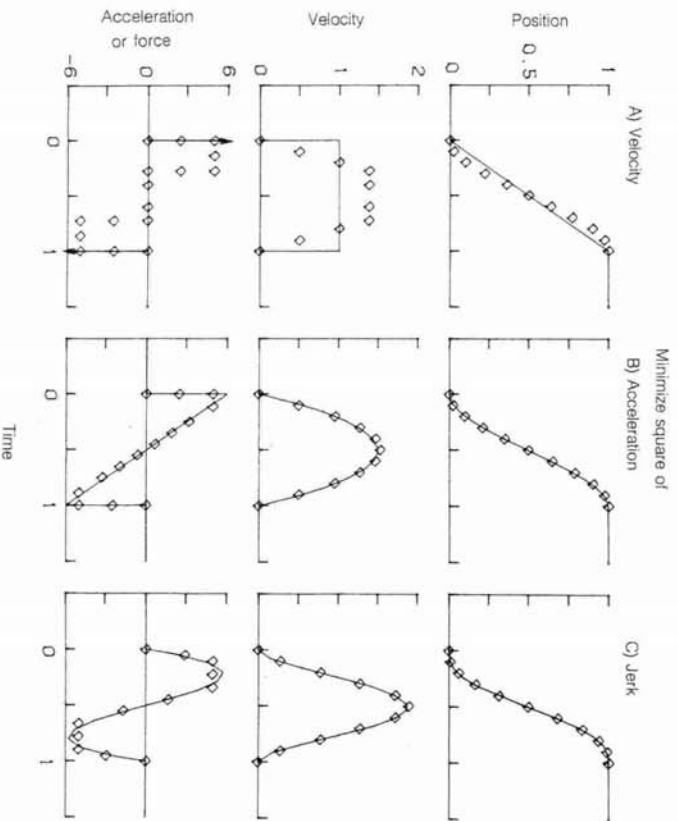 Minimize square of
A) Velocity
B) Acceleration
C) Jerk
Position
1
0.5
0
Velocity
2
1
0
Acceleration
or force
6
0
-6
0
1
0
1
0
1
Time